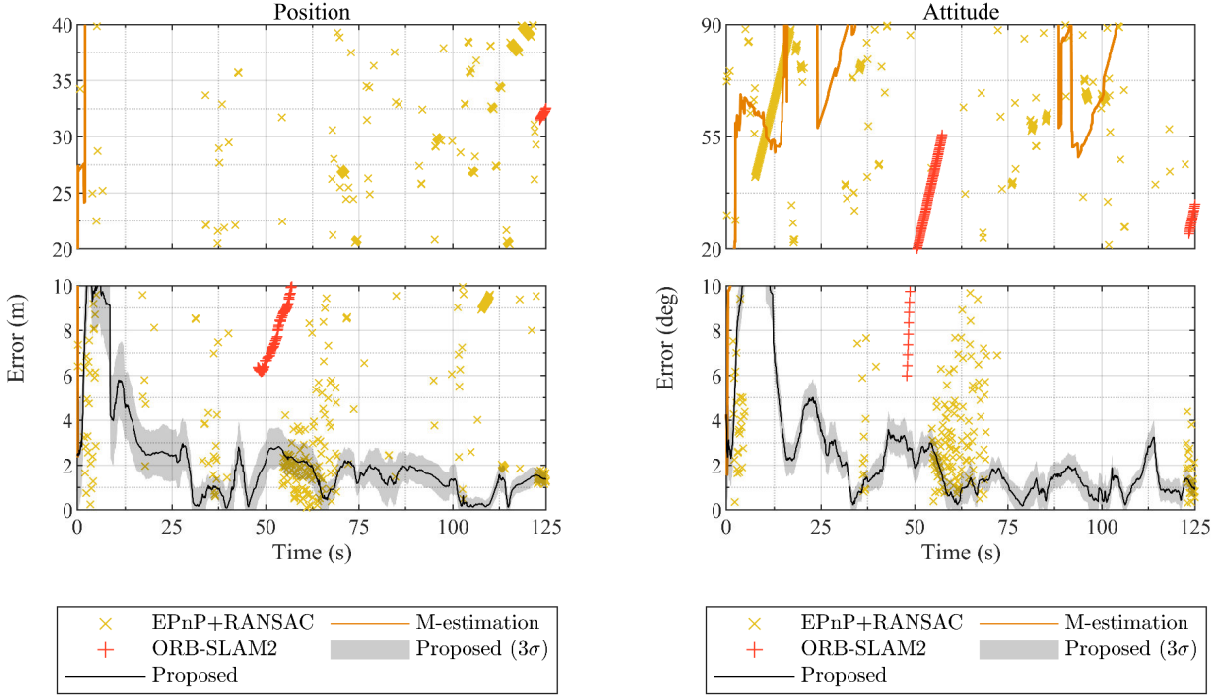 Position
Attitude
40
35
30
25
20
90
55
20
10
8
6
4
2
0
10
8
6
4
2
0
Error (m)
Error (deg)
0 25 50 75 100 125
0 25 50 75 100 125
Time (s)
Time (s)
EPnP+RANSAC M-estimation
ORB-SLAM2 Proposed (3σ)
Proposed
EPnP+RANSAC M-estimation
ORB-SLAM2 Proposed (3σ)
Proposed